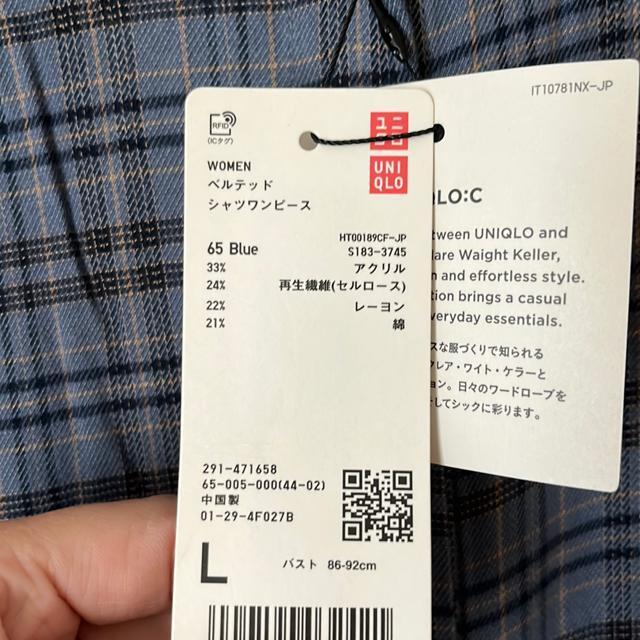 RFID
(ICタグ)
ユニ
クロ
UNI
QLO
WOMEN
ベルテッド
シャツワンピース
HT00189CF-JP
65 Blue S183-3745
33% アクリル
24% 再生繊維(セルロース)
22% レーヨン
21% 綿
291-471658
65-005-000(44-02)
中国製
01-29-4F027B
L バスト 86-92cm
IT10781NX-JP
QLO:C
tween UNIQLO and
lare Waight Keller,
n and effortless style.
tion brings a casual
veryday essentials.
スな服づくりで知られる
クレア・ワイト・ケラーと
ョン。日々のワードローブを
してシックに彩ります。